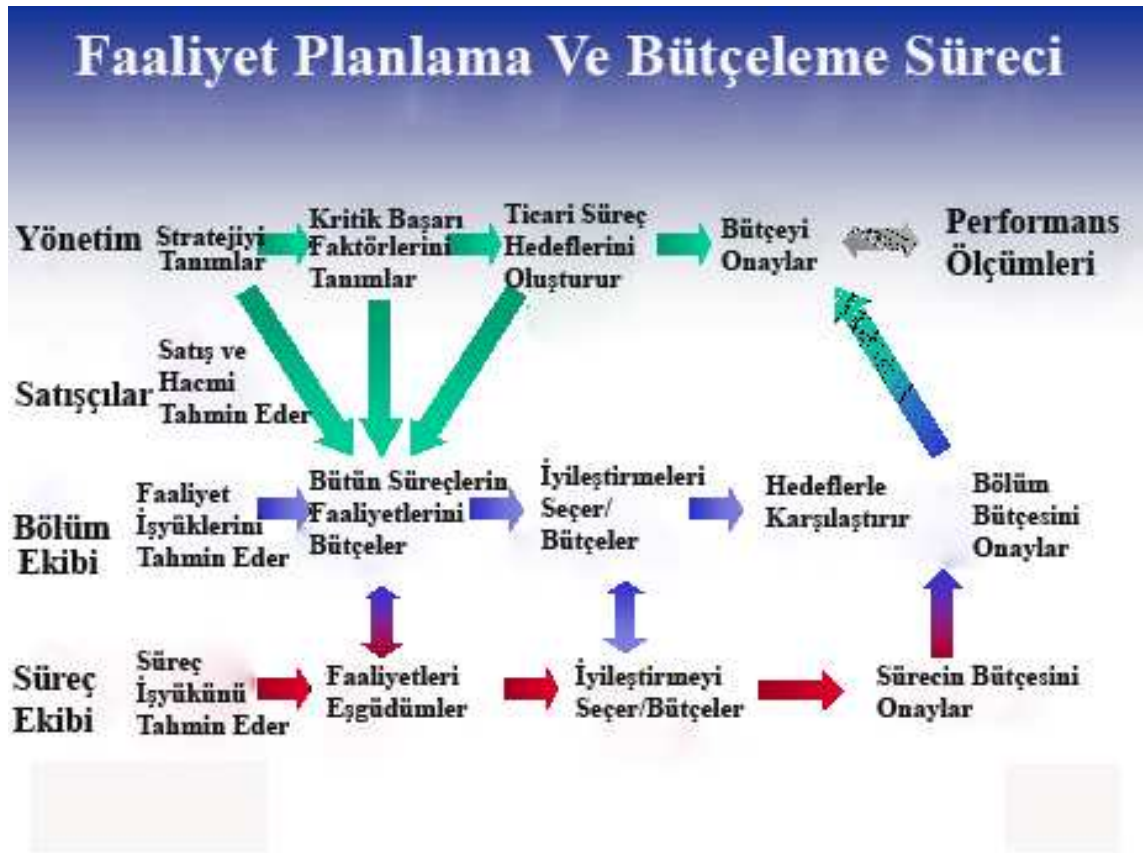 Faaliyet Planlama Ve Bütçeleme Süreci
Yönetim
Stratejiyi
Tanımlar
Kritik Başarı
Faktörlerini
Tanımlar
Ticari Süreç
Hedeflerini
Oluşturur
Bütçeyi
Onaylar
Performans
Ölçümleri
Satışçılar
Satış ve
Hacmi
Tahmin Eder
Bölüm
Ekibi
Faaliyet
İşyüklerini
Tahmin Eder
Bütün Süreçlerin
Faaliyetlerini
Bütçeler
İyileştirmeleri
Seçer/
Bütçeler
Hedeflerle
Karşılaştırır
Bölüm
Bütçesini
Onaylar
Süreç
Ekibi
Süreç
İşyükünü
Tahmin Eder
Faaliyetleri
Eşgüdümler
İyileştirmeyi
Seçer/Bütçeler
Sürecin Bütçesini
Onaylar